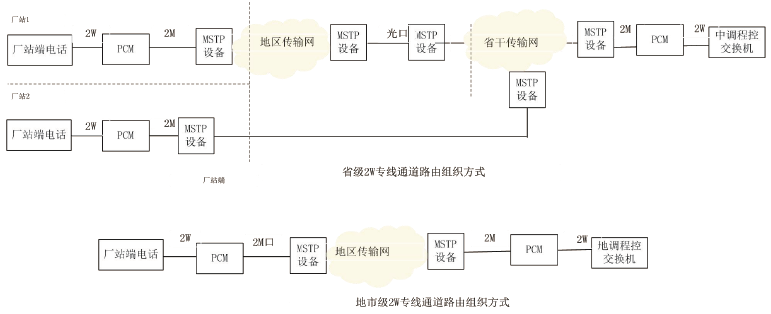 厂站1
厂站端电话
2W
PCM
2M
MSTP
设备
地区传输网
MSTP
设备
光口
MSTP
设备
省干传输网
MSTP
设备
2M
PCM
2W
中调程控
交换机
MSTP
设备
厂站2
厂站端电话
2W
PCM
2M
MSTP
设备
厂站端
省级2W专线通道路由组织方式
厂站端电话
2W
PCM
2M口
MSTP
设备
地区传输网
MSTP
设备
2M
PCM
2W
地调程控
交换机
地市级2W专线通道路由组织方式